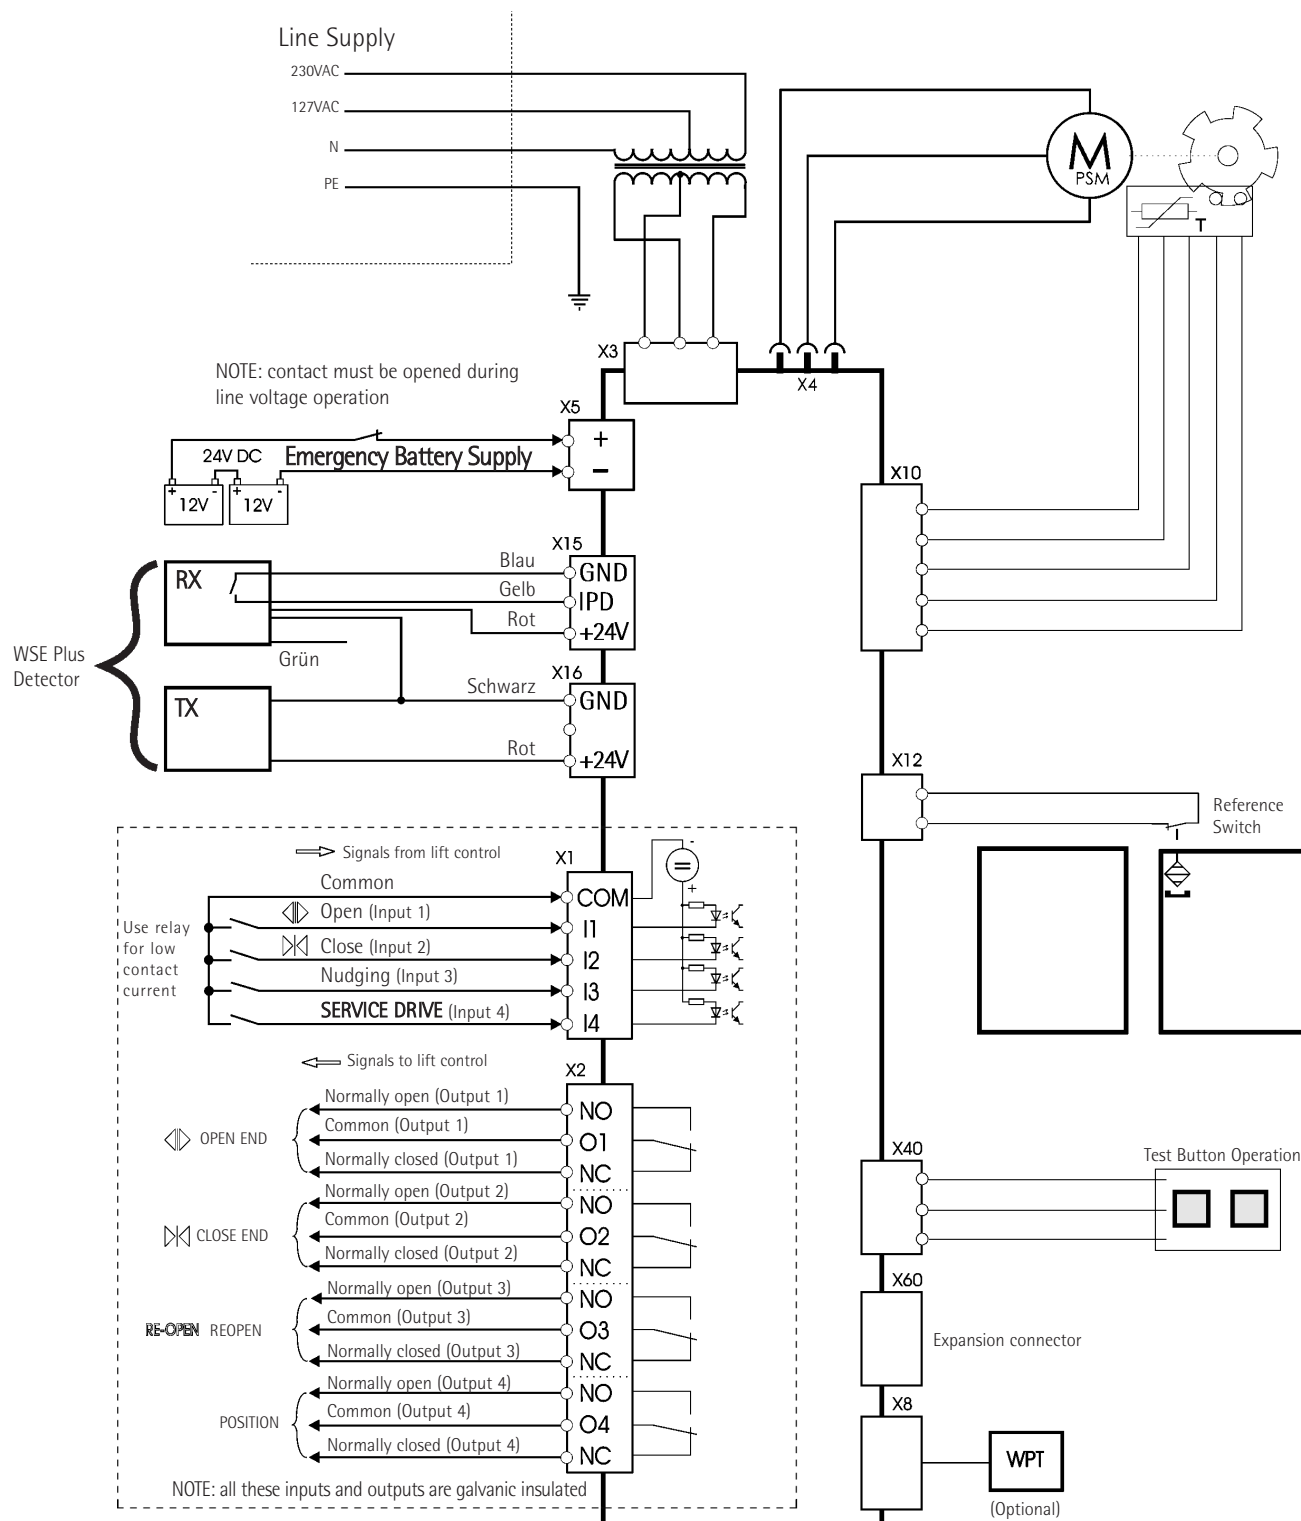 Line Supply
230VAC
127VAC
N
PE
M
PSM
T
X3
X4
NOTE: contact must be opened during
line voltage operation
X5
+
−
24V DC
Emergency Battery Supply
+ -
12V
+ -
12V
X10
X15
RX
Blau
GND
Gelb
IPD
Rot
+24V
Grün
WSE Plus
Detector
X16
TX
Schwarz
GND
Rot
+24V
X12
Reference
Switch
Signals from lift control
X1
-
=
+
Common
COM
Open (Input 1)
I1
Close (Input 2)
I2
Nudging (Input 3)
I3
SERVICE DRIVE (Input 4)
I4
Use relay
for low
contact
current
Signals to lift control
X2
Normally open (Output 1)
NO
OPEN END
Common (Output 1)
O1
Normally closed (Output 1)
NC
Normally open (Output 2)
NO
CLOSE END
Common (Output 2)
O2
Normally closed (Output 2)
NC
Normally open (Output 3)
NO
RE-OPEN REOPEN
Common (Output 3)
O3
Normally closed (Output 3)
NC
Normally open (Output 4)
NO
POSITION
Common (Output 4)
O4
Normally closed (Output 4)
NC
NOTE: all these inputs and outputs are galvanic insulated
X40
Test Button Operation
X60
Expansion connector
X8
WPT
(Optional)